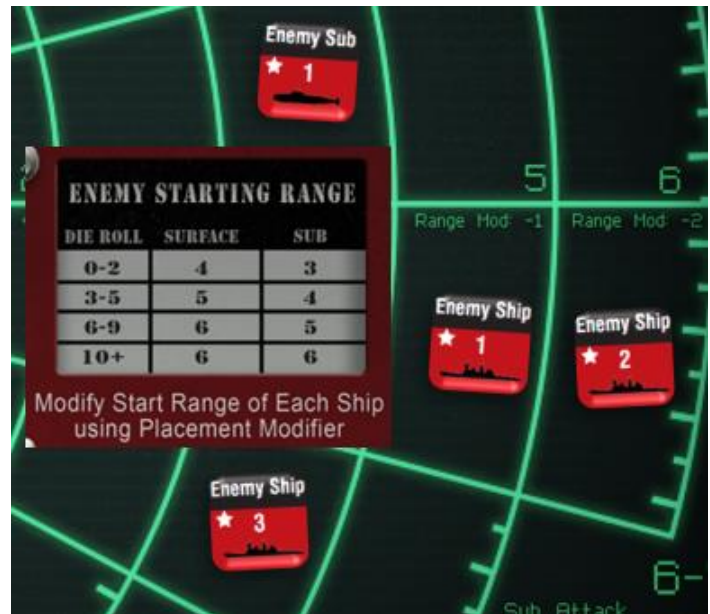 Enemy Sub
1
5
6
Range Mod -1
Range Mod -2
ENEMY STARTING RANGE
DIE ROLL SURFACE SUB
0-2 4 3
3-5 5 4
6-9 6 5
10+ 6 6
Modify Start Range of Each Ship
using Placement Modifier
Enemy Ship
1
Enemy Ship
2
Enemy Ship
3
6-
Sub Attack